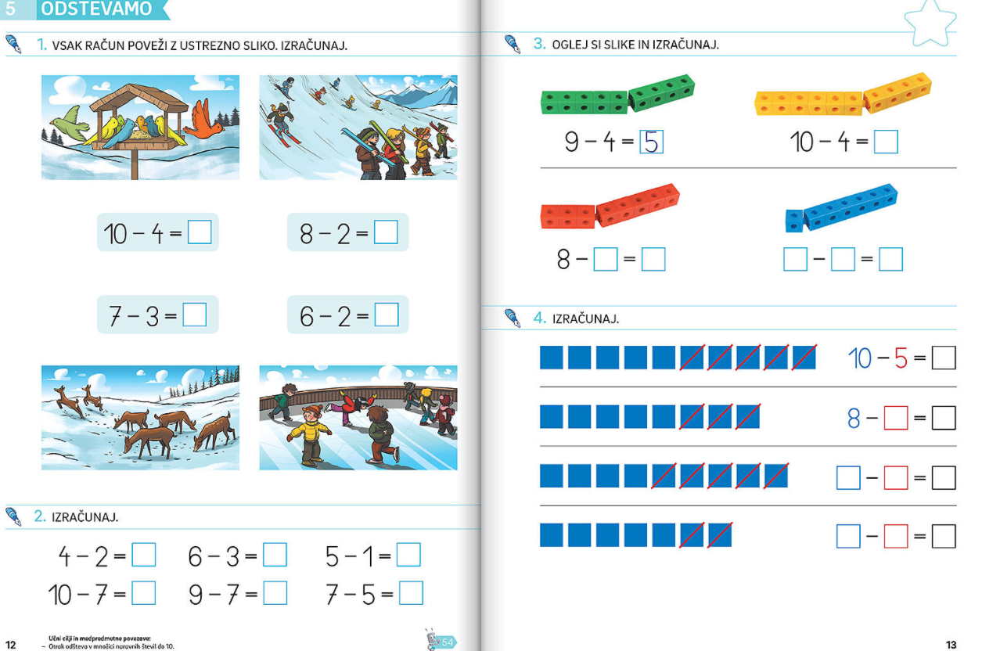 5 ODŠTEVAMO
1. VSAK RAČUN POVEŽI Z USTREZNO SLIKO. IZRAČUNAJ.
10 – 4 =
8 – 2 =
7 – 3 =
6 – 2 =
2. IZRAČUNAJ.
4 – 2 =
6 – 3 =
5 – 1 =
10 – 7 =
9 – 7 =
7 – 5 =
12
Učni cilji in medpredmetne povezave:
– Otrok odšteva v množici naravnih števil do 10.
54
3. OGLEJ SI SLIKE IN IZRAČUNAJ.
9 – 4 = 5
10 – 4 =
8 – =
– =
4. IZRAČUNAJ.
10 – 5 =
8 – =
– =
– =
13